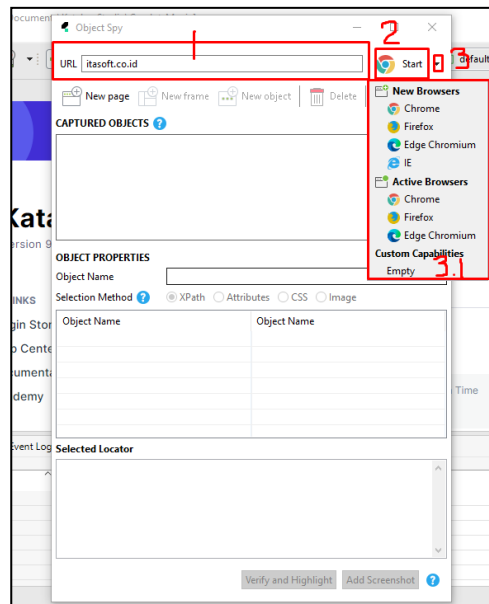 Document
Object Spy
1
2
3
URL itasoft.co.id
Start
default
New page New frame New object Delete
New Browsers
Chrome
Firefox
Edge Chromium
IE
Active Browsers
Chrome
Firefox
Edge Chromium
Custom Capabilities
Empty
3.1
CAPTURED OBJECTS ?
Kata
ersion 9
OBJECT PROPERTIES
Object Name
Selection Method ? XPath Attributes CSS Image
Object Name Object Name
INKS
gin Stor
p Cente
cumenta
demy
Time
Event Log
Selected Locator
Verify and Highlight Add Screenshot ?